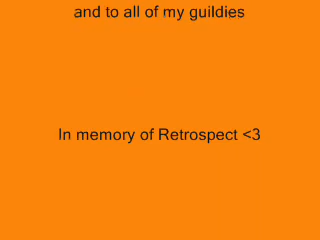 and to all of my guildies
In memory of Retrospect <3